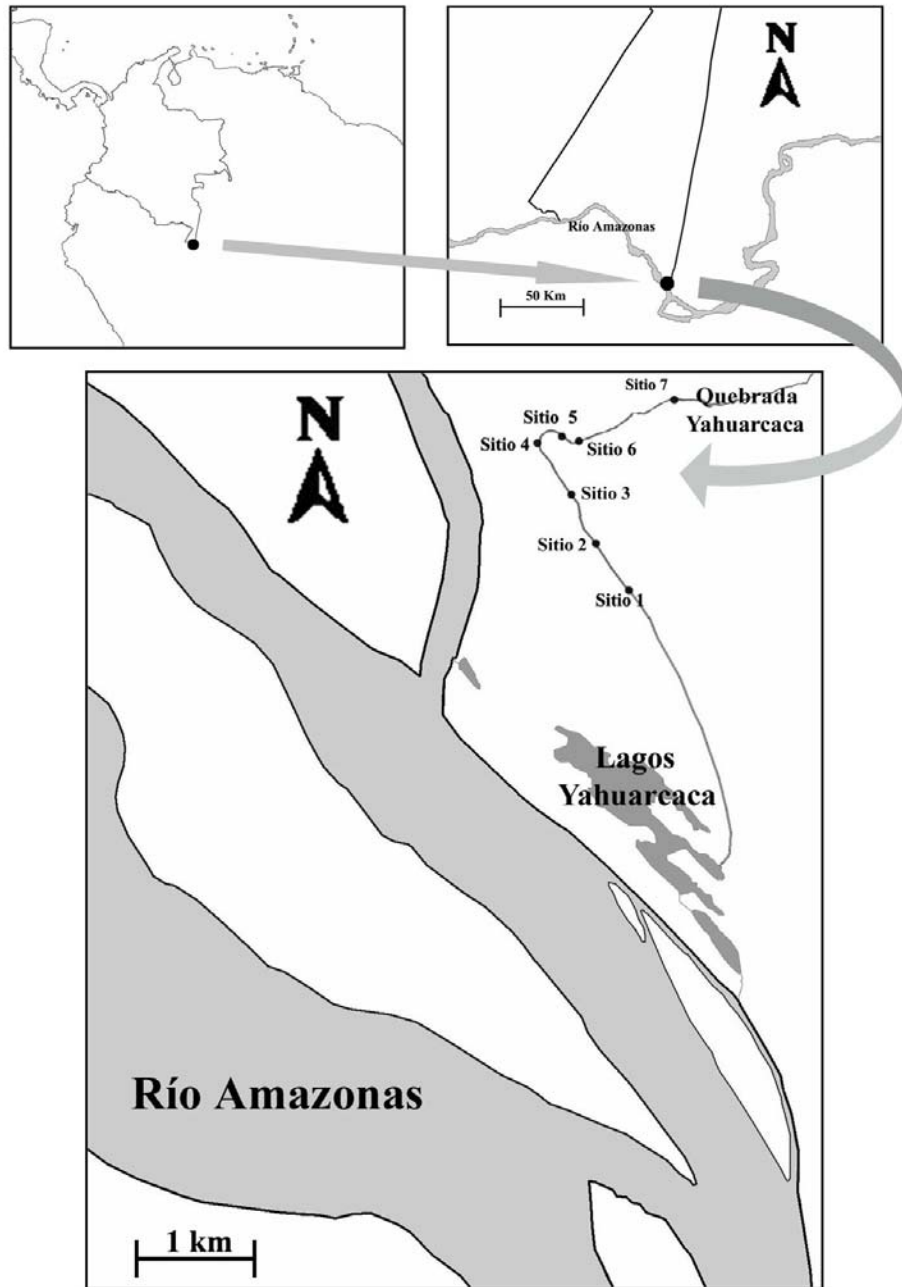 N
Río Amazonas
50 Km
Sitio 7
Quebrada
Yahuarcaca
N
Sitio 5
Sitio 4
Sitio 6
Sitio 3
Sitio 2
Sitio 1
Lagos
Yahuarcaca
Río Amazonas
1 km